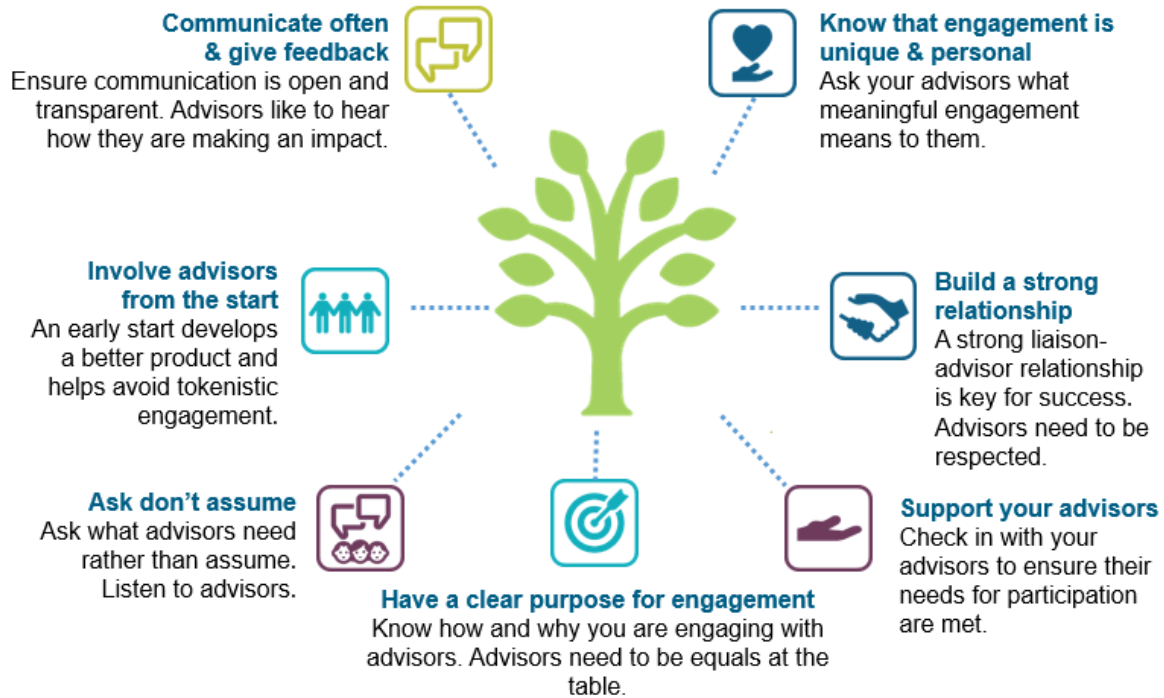 Communicate often
& give feedback
Ensure communication is open and
transparent. Advisors like to hear
how they are making an impact.
Know that engagement is
unique & personal
Ask your advisors what
meaningful engagement
means to them.
Involve advisors
from the start
An early start develops
a better product and
helps avoid tokenistic
engagement.
Build a strong
relationship
A strong liaison-
advisor relationship
is key for success.
Advisors need to be
respected.
Ask don’t assume
Ask what advisors need
rather than assume.
Listen to advisors.
Have a clear purpose for engagement
Know how and why you are engaging with
advisors. Advisors need to be equals at the
table.
Support your advisors
Check in with your
advisors to ensure their
needs for participation
are met.